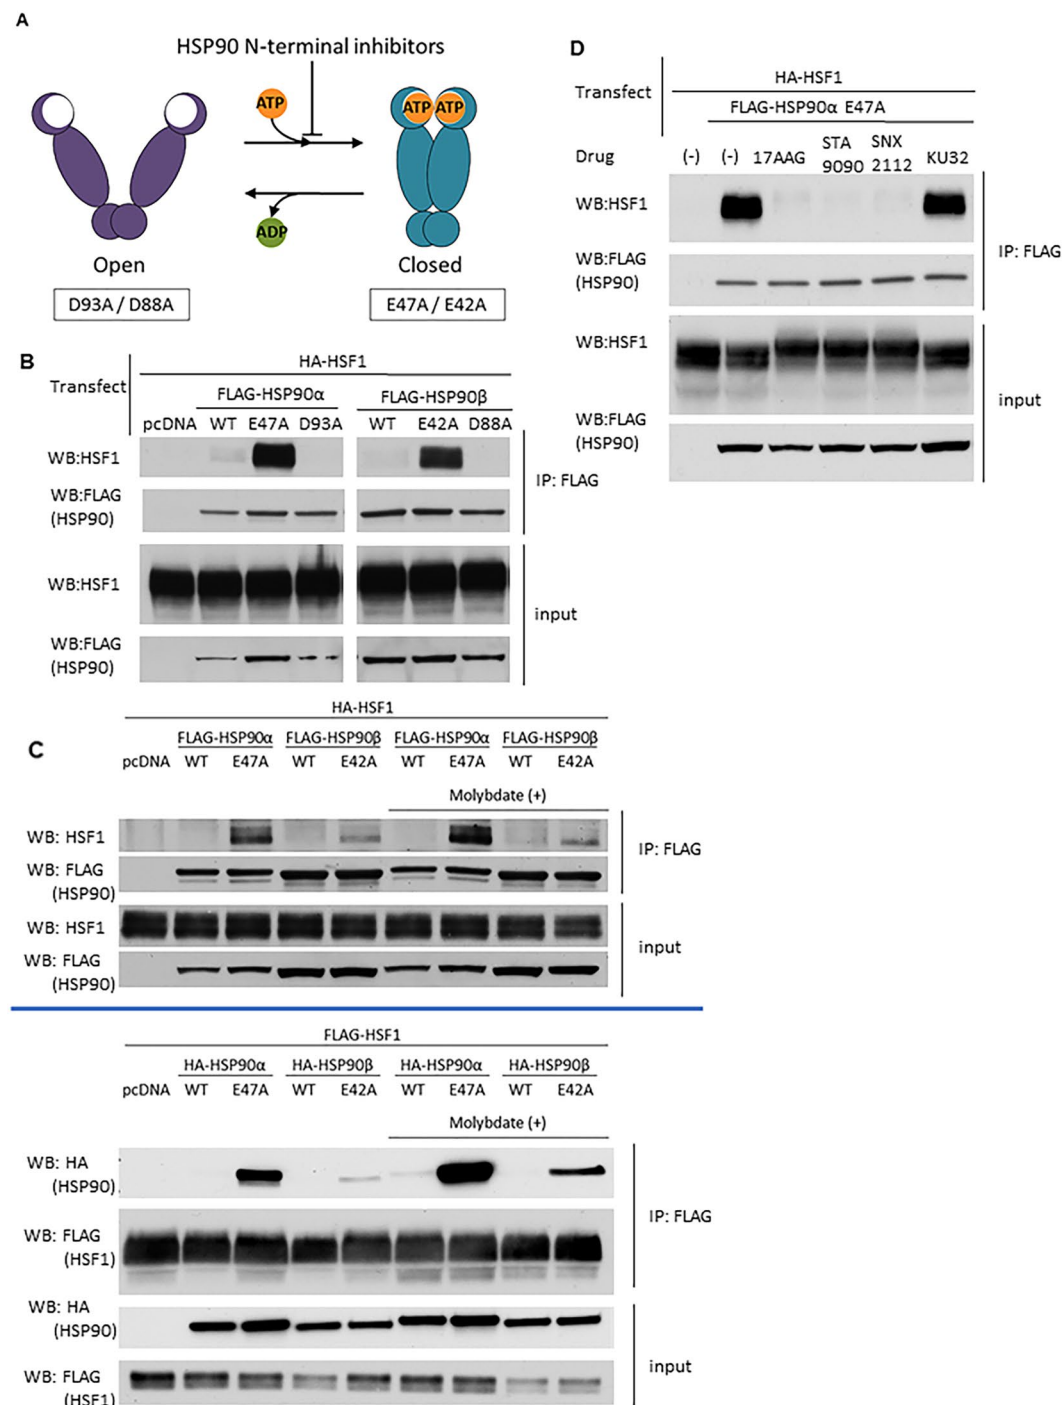 A
HSP90 N-terminal inhibitors
ATP
ATP ATP
ADP
Open
Closed
D93A / D88A
E47A / E42A
B
HA-HSF1
Transfect
FLAG-HSP90α
FLAG-HSP90β
pcDNA WT E47A D93A WT E42A D88A
WB:HSF1
IP: FLAG
WB:FLAG
(HSP90)
WB:HSF1
input
WB:FLAG
(HSP90)
C
HA-HSF1
FLAG-HSP90α FLAG-HSP90β FLAG-HSP90α FLAG-HSP90β
pcDNA WT E47A WT E42A WT E47A WT E42A
Molybdate (+)
WB: HSF1
IP: FLAG
WB: FLAG
(HSP90)
WB: HSF1
input
WB: FLAG
(HSP90)
FLAG-HSF1
HA-HSP90α HA-HSP90β HA-HSP90α HA-HSP90β
pcDNA WT E47A WT E42A WT E47A WT E42A
Molybdate (+)
WB: HA
(HSP90)
IP: FLAG
WB: FLAG
(HSF1)
WB: HA
(HSP90)
input
WB: FLAG
(HSF1)
D
HA-HSF1
Transfect
FLAG-HSP90α E47A
Drug (-) (-) 17AAG STA 9090 SNX 2112 KU32
WB:HSF1
IP: FLAG
WB:FLAG
(HSP90)
WB:HSF1
input
WB:FLAG
(HSP90)